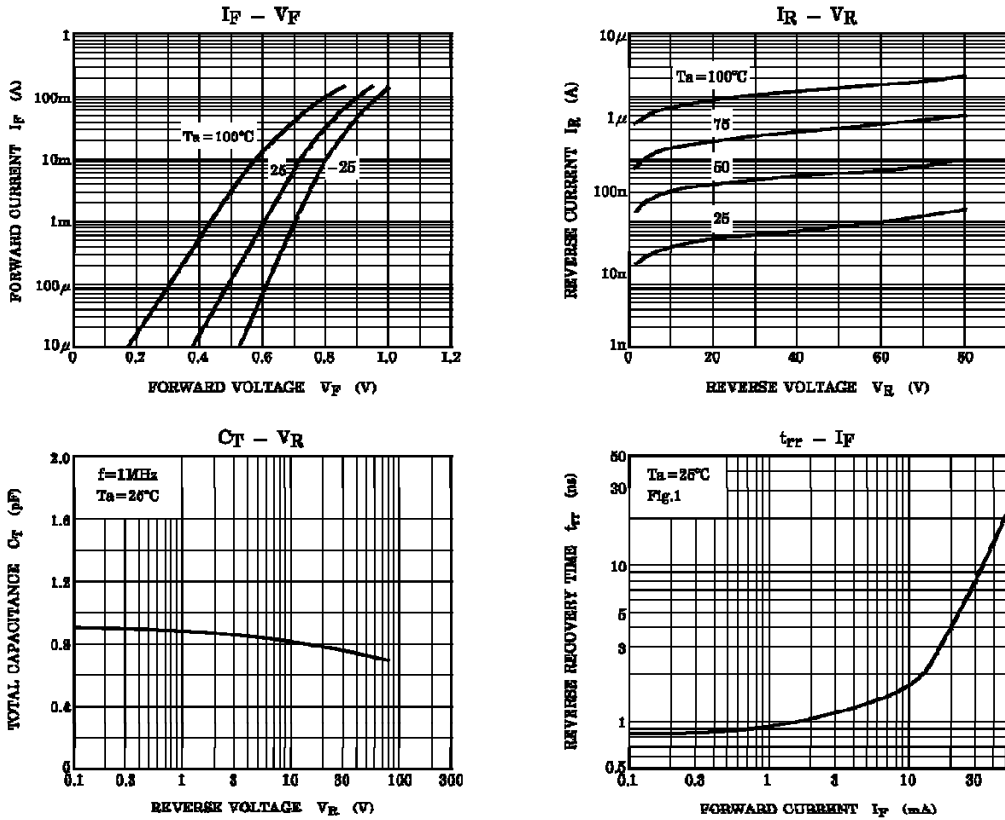 IF – VF
FORWARD CURRENT IF (A)
1
100m
10m
1m
100μ
10μ
Ta=100°C
25
-25
0
0.2
0.4
0.6
0.8
1.0
1.2
FORWARD VOLTAGE VF (V)
IR – VR
REVERSE CURRENT IR (A)
10μ
1μ
100n
10n
1n
Ta=100°C
75
50
25
0
20
40
60
80
REVERSE VOLTAGE VR (V)
CT – VR
TOTAL CAPACITANCE CT (pF)
2.0
1.6
1.2
0.8
0.4
0
f=1MHz
Ta=25°C
0.1
0.3
1
3
10
30
100
300
REVERSE VOLTAGE VR (V)
trr – IF
REVERSE RECOVERY TIME trr (ns)
50
30
10
5
3
1
0.5
Ta=25°C
Fig.1
0.1
0.3
1
3
10
30
FORWARD CURRENT IF (mA)